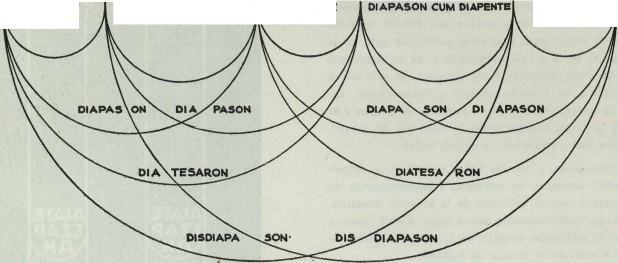 DIAPASON CUM DIAPENTE
DIAPAS ON DIA PASON DIAPA SON DI APASON
DIA TESARON DIATESA RON
DISDIAPA SON. DIS DIAPASON